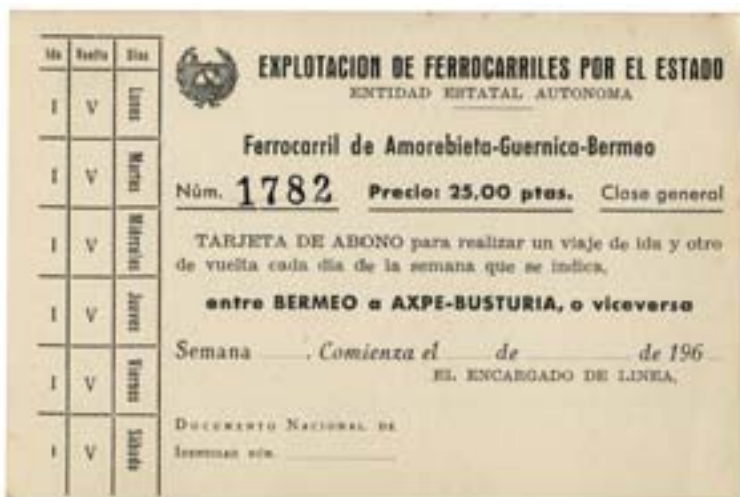 Ida Vuelta Días
I V Lunes
I V Martes
I V Miércoles
I V Jueves
I V Viernes
I V Sábado
EXPLOTACION DE FERROCARRILES POR EL ESTADO
ENTIDAD ESTATAL AUTONOMA
Ferrocarril de Amorebieta-Guernica-Bermeo
Núm. 1782 Precio: 25,00 ptas. Clase general
TARJETA DE ABONO para realizar un viaje de ida y otro
de vuelta cada día de la semana que se indica,
entre BERMEO a AXPE-BUSTURIA, o viceversa
Semana . Comienza el de de 196
EL ENCARGADO DE LINEA,
DOCUMENTO NACIONAL DE
IDENTIDAD NÚM.